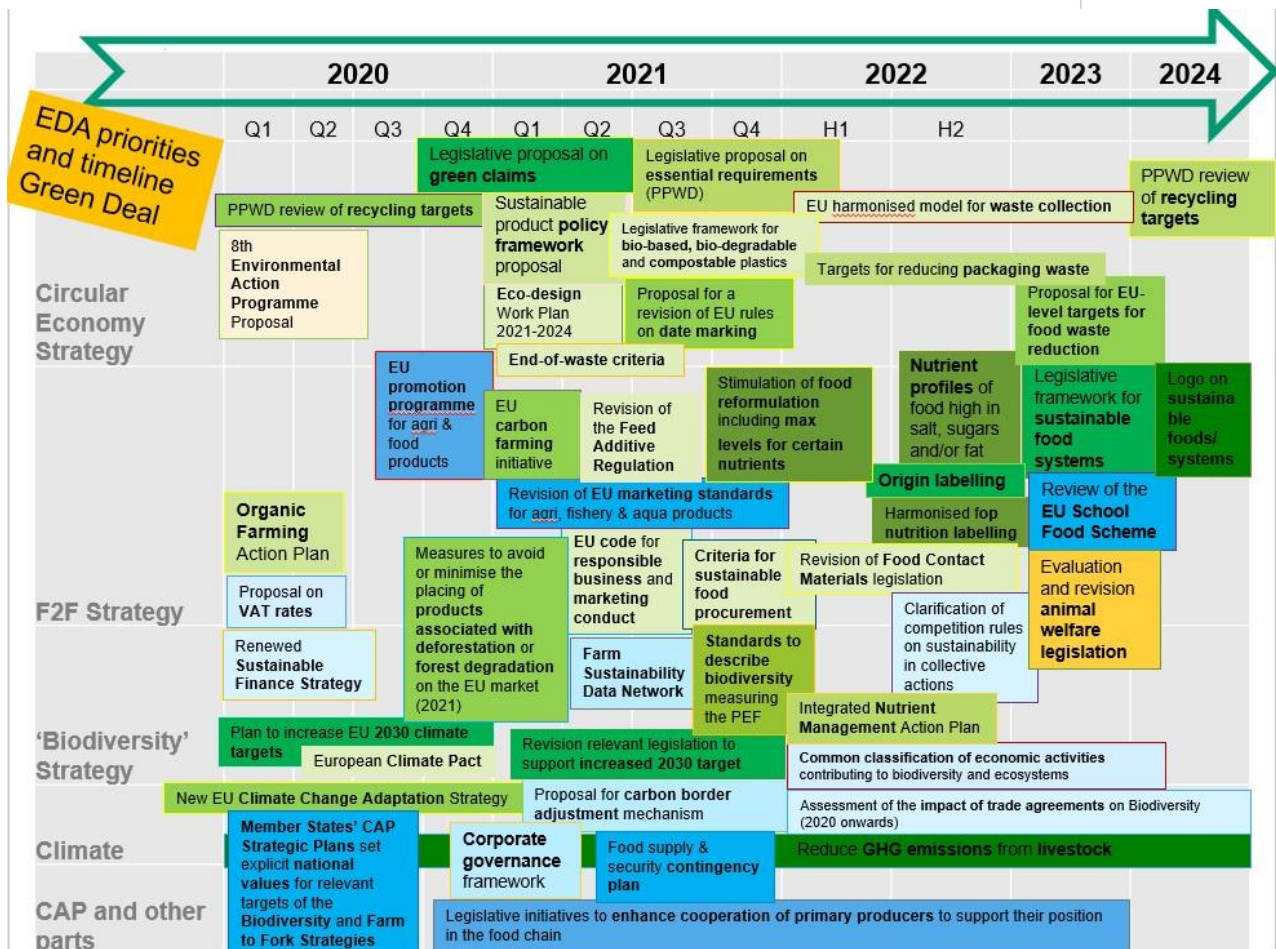 2020
2021
2022
2023
2024
EDA priorities
and timeline
Green Deal
Q1
Q2
Q3
Q4
Q1
Q2
Q3
Q4
H1
H2
Legislative proposal on
green claims
Legislative proposal on
essential requirements
(PPWD)
PPWD review
of recycling
targets
PPWD review of recycling targets
Sustainable
product policy
framework
proposal
EU harmonised model for waste collection
Legislative framework for
bio-based, bio-degradable
and compostable plastics
8th
Environmental
Action
Programme
Proposal
Targets for reducing packaging waste
Circular
Economy
Strategy
Eco-design
Work Plan
2021-2024
Proposal for a
revision of EU rules
on date marking
Proposal for EU-
level targets for
food waste
reduction
End-of-waste criteria
EU
promotion
programme
for agri &
food
products
EU
carbon
farming
initiative
Revision of
the Feed
Additive
Regulation
Stimulation of food
reformulation
including max
levels for certain
nutrients
Nutrient
profiles of
food high in
salt, sugars
and/or fat
Legislative
framework for
sustainable
food
systems
Logo on
sustaina
ble
foods/
systems
Origin labelling
Revision of EU marketing standards
for agri, fishery & aqua products
Review of the
EU School
Food Scheme
Organic
Farming
Action Plan
Harmonised fop
nutrition labelling
Measures to avoid
or minimise the
placing of
products
associated with
deforestation or
forest degradation
on the EU market
(2021)
EU code for
responsible
business and
marketing
conduct
Criteria for
sustainable
food
procurement
Revision of Food Contact
Materials legislation
Evaluation
and revision
animal
welfare
legislation
F2F Strategy
Proposal on
VAT rates
Clarification of
competition rules
on sustainability
in collective
actions
Renewed
Sustainable
Finance Strategy
Farm
Sustainability
Data Network
Standards to
describe
biodiversity
measuring
the PEF
Integrated Nutrient
Management Action Plan
'Biodiversity'
Strategy
Plan to increase EU 2030 climate
targets
European Climate Pact
Revision relevant legislation to
support increased 2030 target
Common classification of economic activities
contributing to biodiversity and ecosystems
New EU Climate Change Adaptation Strategy
Proposal for carbon border
adjustment mechanism
Assessment of the impact of trade agreements on Biodiversity
(2020 onwards)
Climate
Member States' CAP
Strategic Plans set
explicit national
values for relevant
targets of the
Biodiversity and Farm
to Fork Strategies
Corporate
governance
framework
Food supply &
security contingency
plan
Reduce GHG emissions from livestock
CAP and other
parts
Legislative initiatives to enhance cooperation of primary producers to support their position
in the food chain